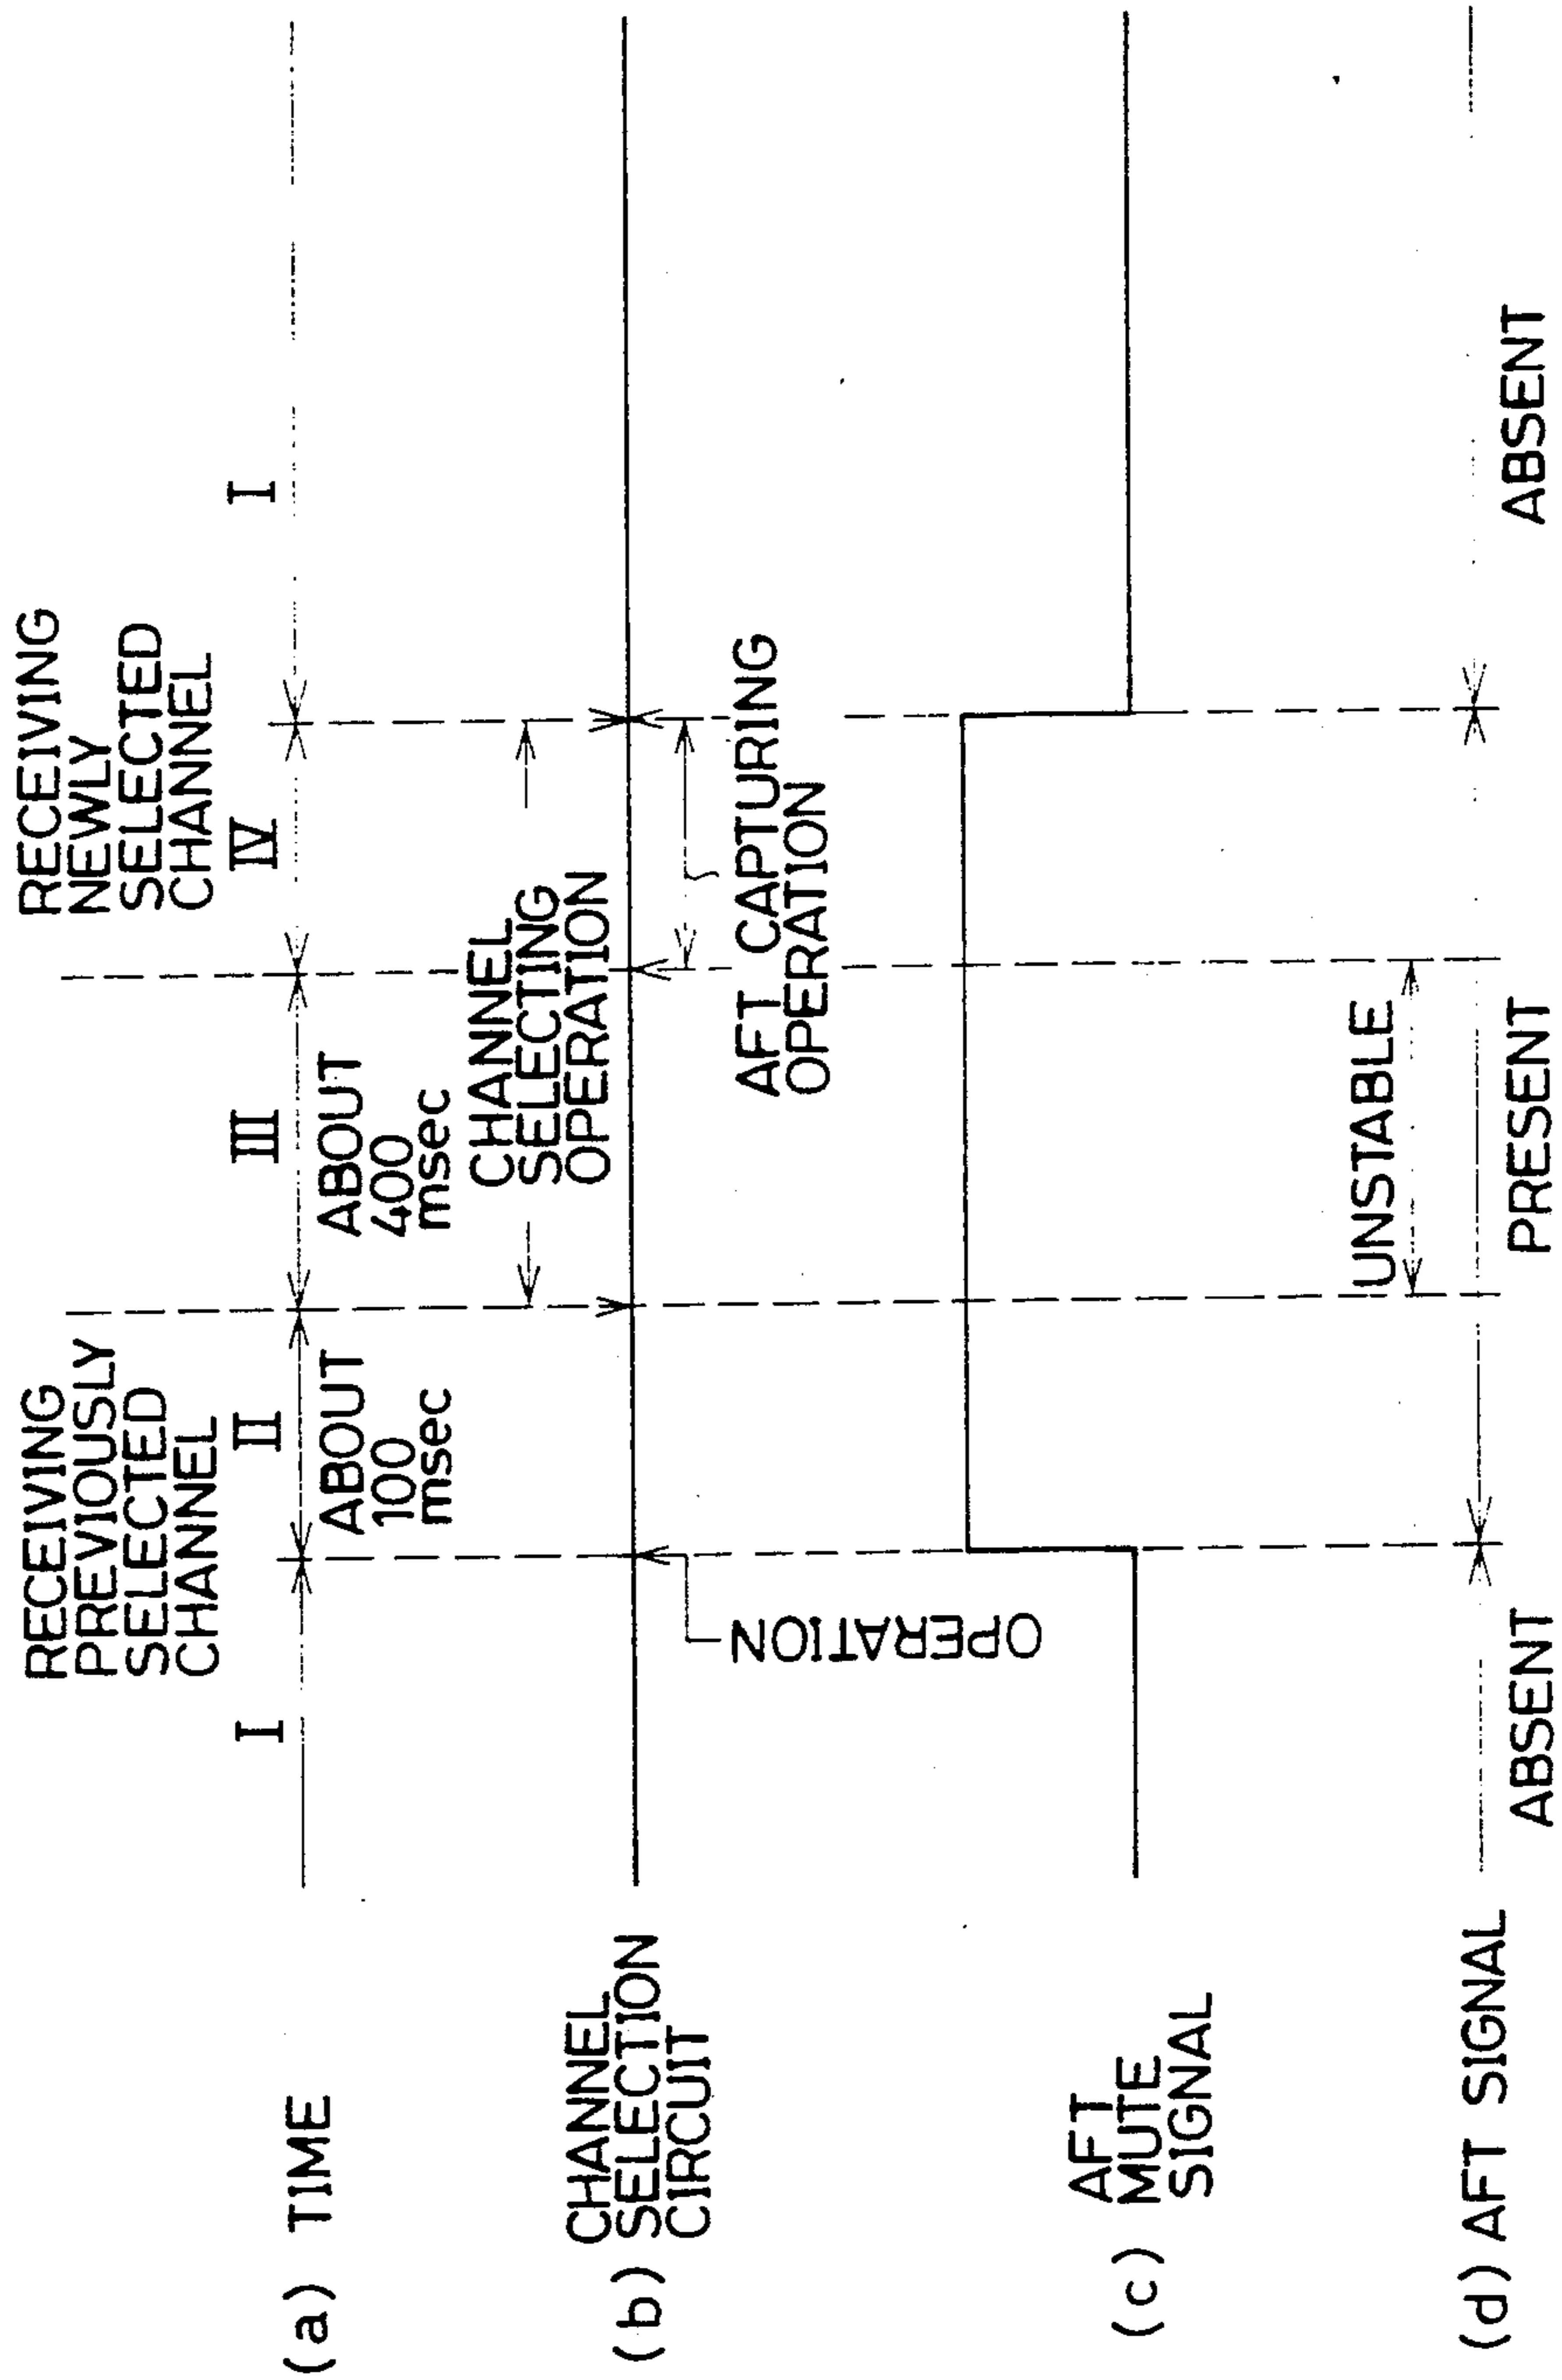 RECEIVING
PREVIOUSLY
SELECTED
CHANNEL
RECEIVING
NEWLY
SELECTED
CHANNEL
I
II
III
IV
I
(a) TIME
ABOUT
100
msec
ABOUT
400
msec
CHANNEL
SELECTING
OPERATION
CHANNEL
(b) SELECTION
CIRCUIT
OPERATION
AFT CAPTURING
OPERATION
AFT
(c) MUTE
SIGNAL
UNSTABLE
(d) AFT SIGNAL
ABSENT
PRESENT
ABSENT